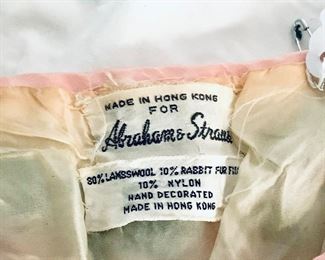 MADE IN HONG KONG
FOR
Abraham & Straus
80% LAMBSWOOL 10% RABBIT FUR
10% NYLON
HAND DECORATED
MADE IN HONG KONG